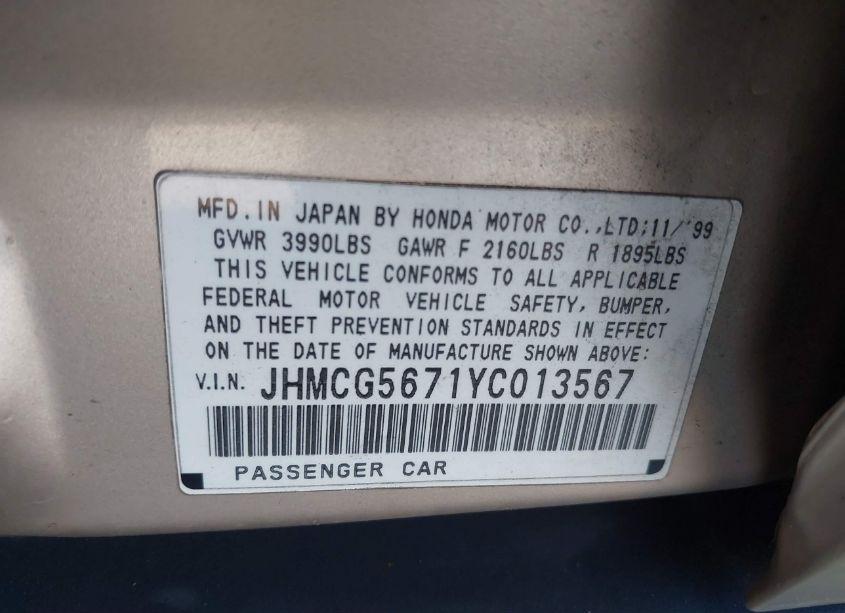 MFD. IN JAPAN BY HONDA MOTOR CO.,LTD;11/'99
GVWR 3990LBS GAWR F 2160LBS R 1895LBS
THIS VEHICLE CONFORMS TO ALL APPLICABLE
FEDERAL MOTOR VEHICLE SAFETY, BUMPER,
AND THEFT PREVENTION STANDARDS IN EFFECT
ON THE DATE OF MANUFACTURE SHOWN ABOVE:
V.I.N. JHMCG5671YC013567
PASSENGER CAR